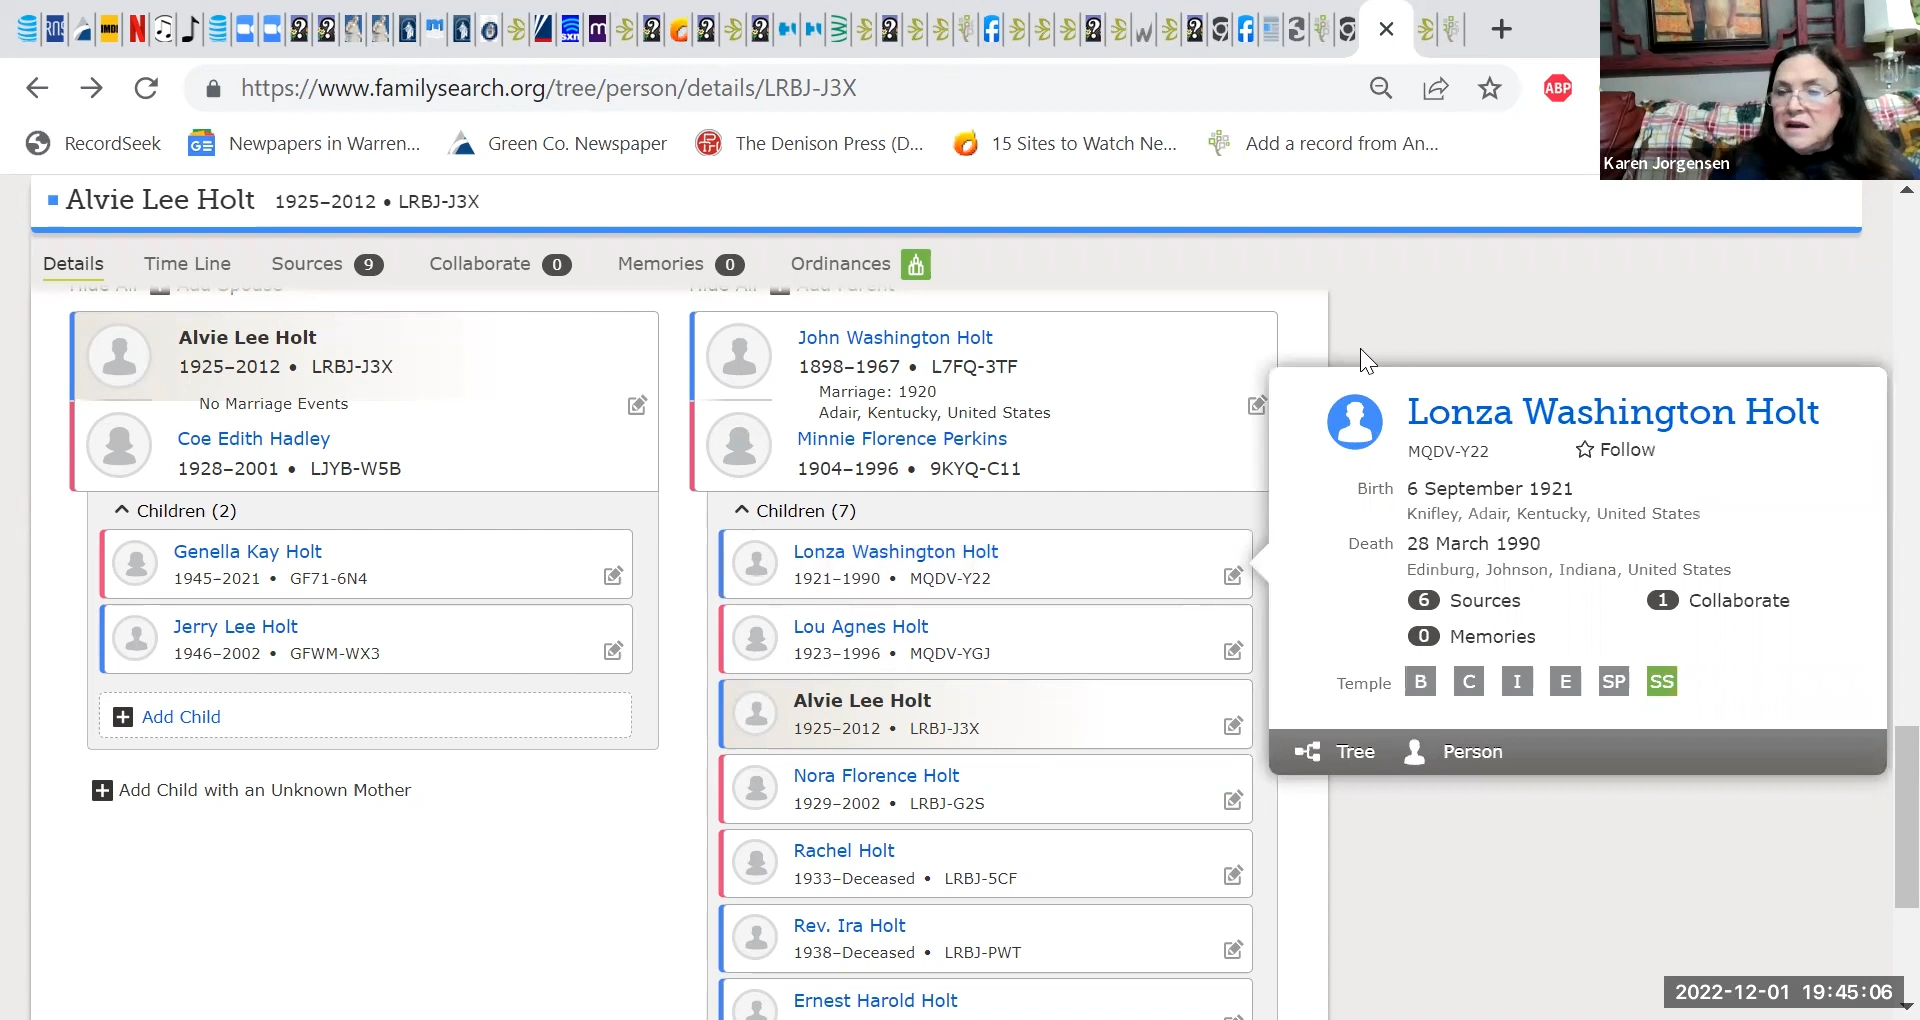 https://www.familysearch.org/tree/person/details/LRBJ-J3X
ABP
RecordSeek
GE
Newpapers in Warren...
Green Co. Newspaper
The Denison Press (D...
15 Sites to Watch Ne...
Add a record from An...
Karen Jorgensen
Alvie Lee Holt 1925–2012 • LRBJ-J3X
Details Time Line Sources 9 Collaborate 0 Memories 0 Ordinances
Hide All Add Spouse
Hide All Add Parent
Alvie Lee Holt
1925–2012 • LRBJ-J3X
No Marriage Events
Coe Edith Hadley
1928–2001 • LJYB-W5B
Children (2)
Genella Kay Holt
1945–2021 • GF71-6N4
Jerry Lee Holt
1946–2002 • GFWM-WX3
Add Child
Add Child with an Unknown Mother
John Washington Holt
1898–1967 • L7FQ-3TF
Marriage: 1920
Adair, Kentucky, United States
Minnie Florence Perkins
1904–1996 • 9KYQ-C11
Children (7)
Lonza Washington Holt
1921–1990 • MQDV-Y22
Lou Agnes Holt
1923–1996 • MQDV-YGJ
Alvie Lee Holt
1925–2012 • LRBJ-J3X
Nora Florence Holt
1929–2002 • LRBJ-G2S
Rachel Holt
1933–Deceased • LRBJ-5CF
Rev. Ira Holt
1938–Deceased • LRBJ-PWT
Ernest Harold Holt
Lonza Washington Holt
MQDV-Y22 Follow
Birth 6 September 1921
Knifley, Adair, Kentucky, United States
Death 28 March 1990
Edinburg, Johnson, Indiana, United States
6 Sources 1 Collaborate
0 Memories
Temple B C I E SP SS
Tree Person
2022-12-01 19:45:06